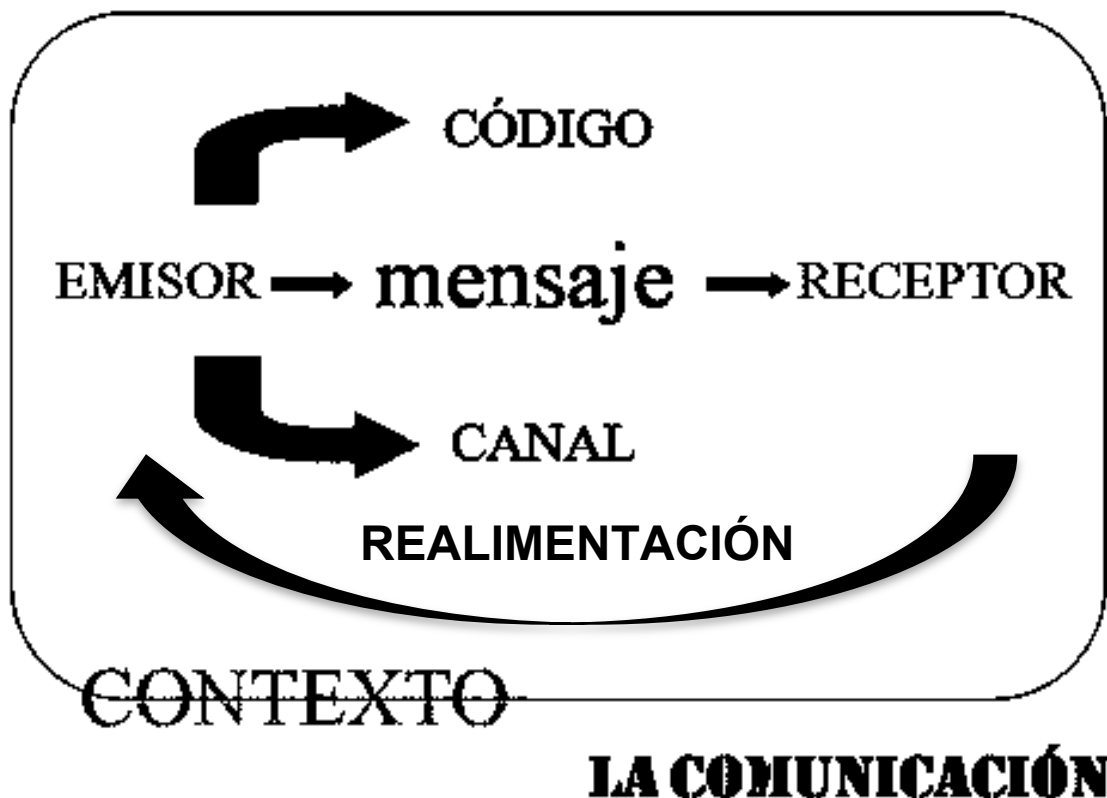 CÓDIGO
EMISOR mensaje RECEPTOR
CANAL
REALIMENTACIÓN
CONTEXTO
LA COMUNICACIÓN